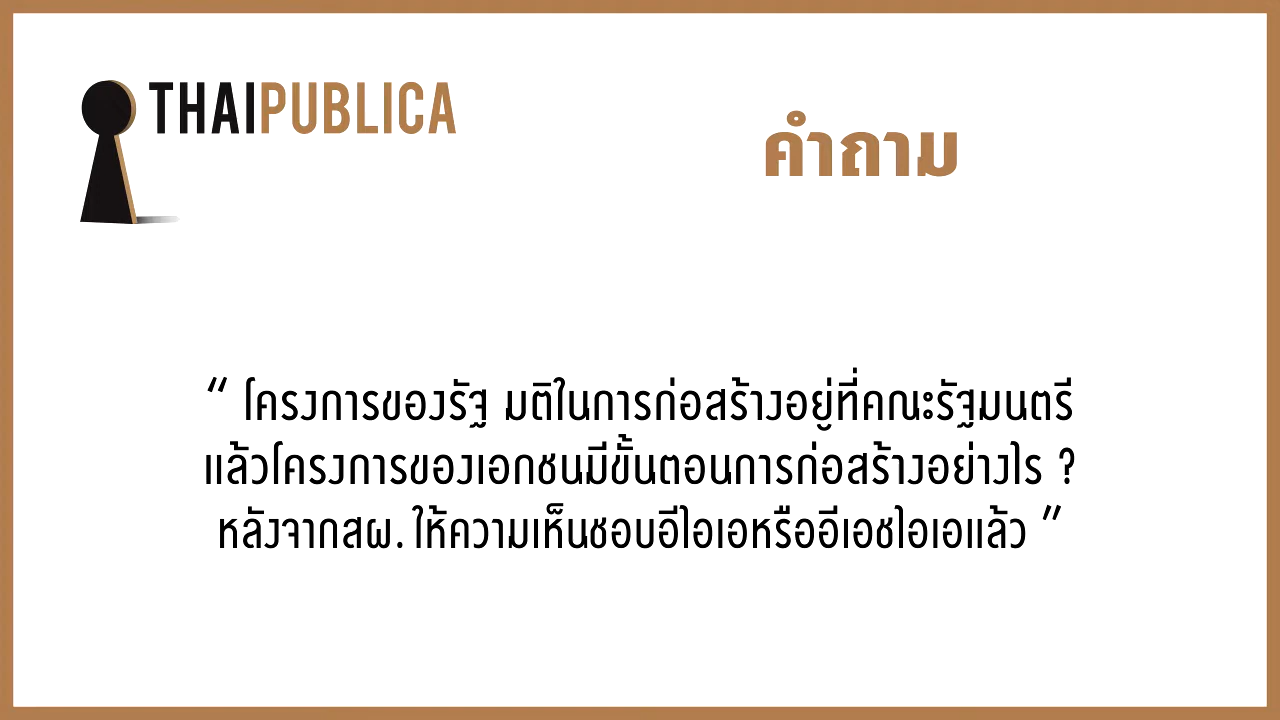 THAIPUBLICA
คำถาม
“ โครงการของรัฐ มติในการก่อสร้างอยู่ที่คณะรัฐมนตรี
แล้วโครงการของเอกชนมีขั้นตอนการก่อสร้างอย่างไร ?
หลังจากสผ. ให้ความเห็นชอบอีไอเอหรืออีเอชไอเอแล้ว ”